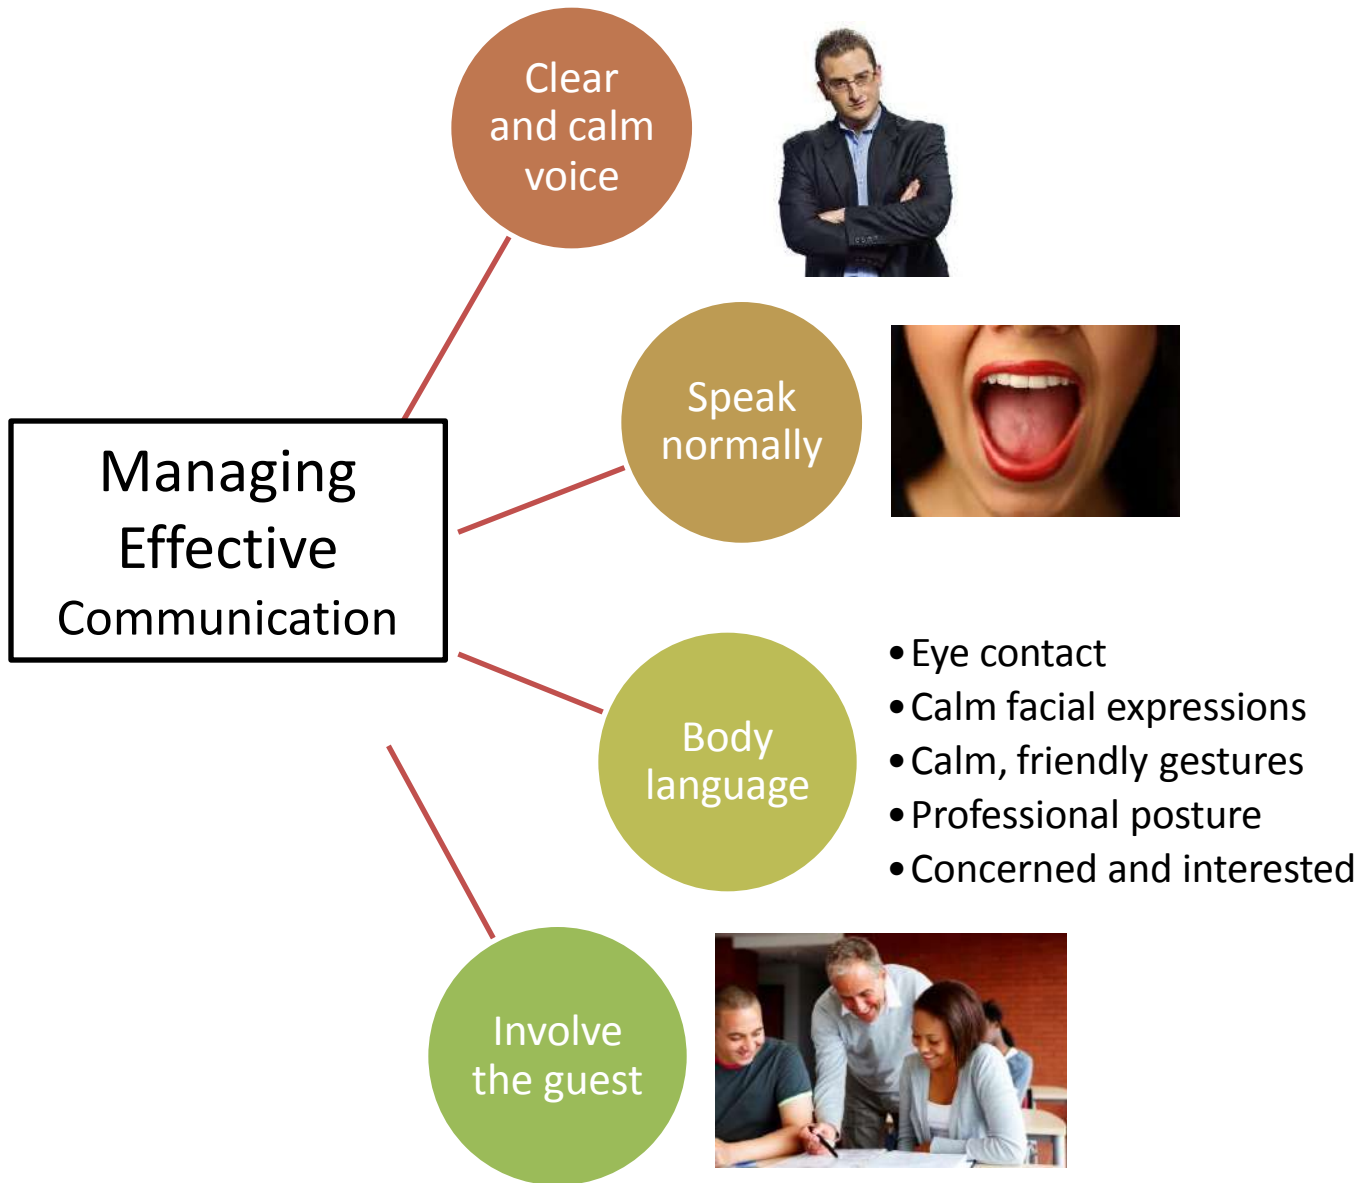 Clear
and calm
voice
Speak
normally
Managing
Effective
Communication
Body
language
• Eye contact
• Calm facial expressions
• Calm, friendly gestures
• Professional posture
• Concerned and interested
Involve
the guest